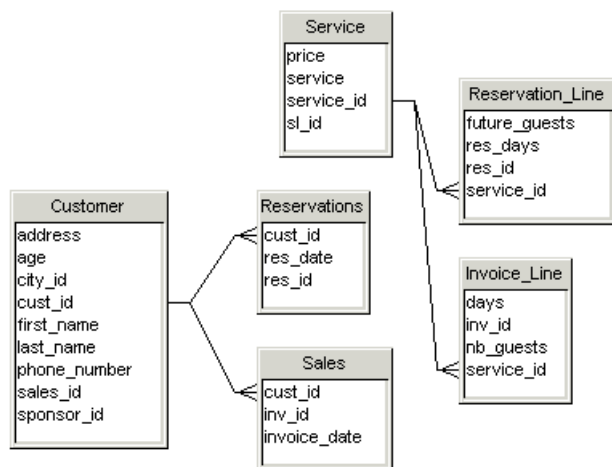 Service
price
service
service_id
sl_id
Reservation_Line
future_guests
res_days
res_id
service_id
Customer
address
age
city_id
cust_id
first_name
last_name
phone_number
sales_id
sponsor_id
Reservations
cust_id
res_date
res_id
Invoice_Line
days
inv_id
nb_guests
service_id
Sales
cust_id
inv_id
invoice_date